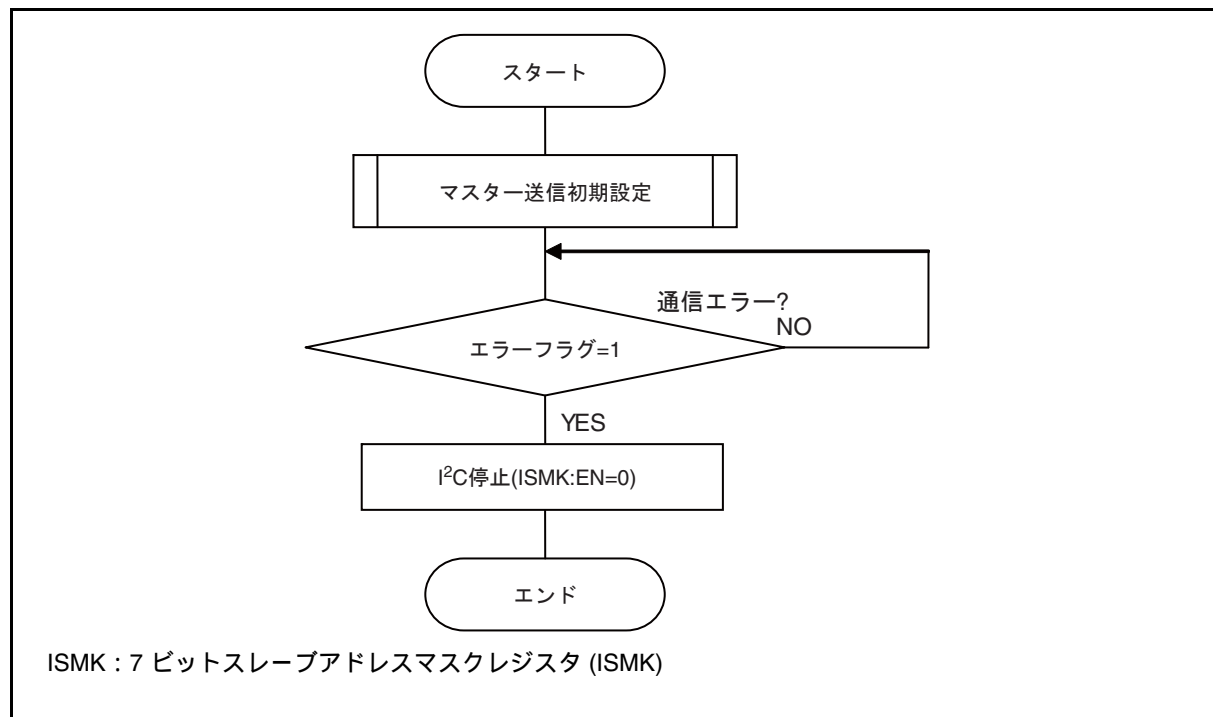 スタート
マスター送信初期設定
通信エラー?
NO
エラーフラグ=1
YES
I²C停止(ISMK:EN=0)
エンド
ISMK : 7 ビットスレーブアドレスマスクレジスタ (ISMK)